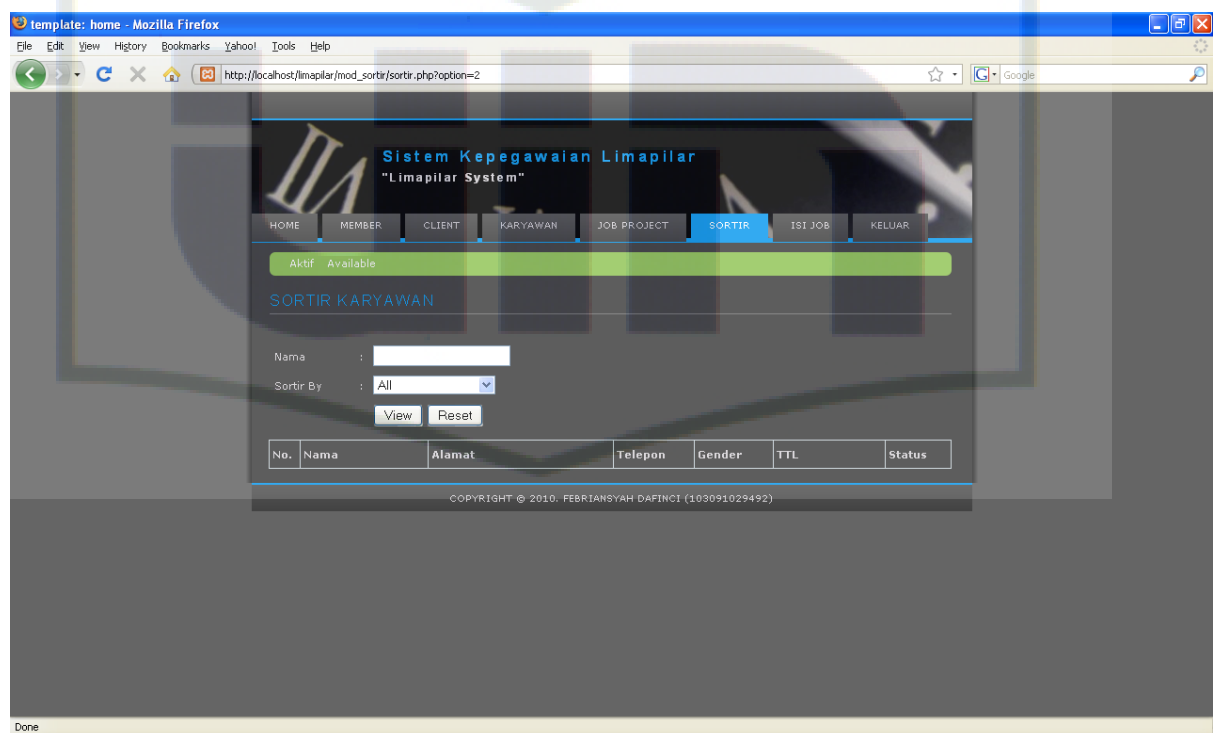 template: home - Mozilla Firefox
File Edit View History Bookmarks Yahoo! Tools Help
http://localhost/limapilar/mod_sortir/sortir.php?option=2
Google
Sistem Kepegawaian Limapilar
"Limapilar System"
HOME MEMBER CLIENT KARYAWAN JOB PROJECT SORTIR ISI JOB KELUAR
Aktif Available
SORTIR KARYAWAN
Nama :
Sortir By : All
View Reset
No. Nama Alamat Telepon Gender TTL Status
COPYRIGHT @ 2010. FEBRIANSYAH DAFINCI (103091029492)
Done